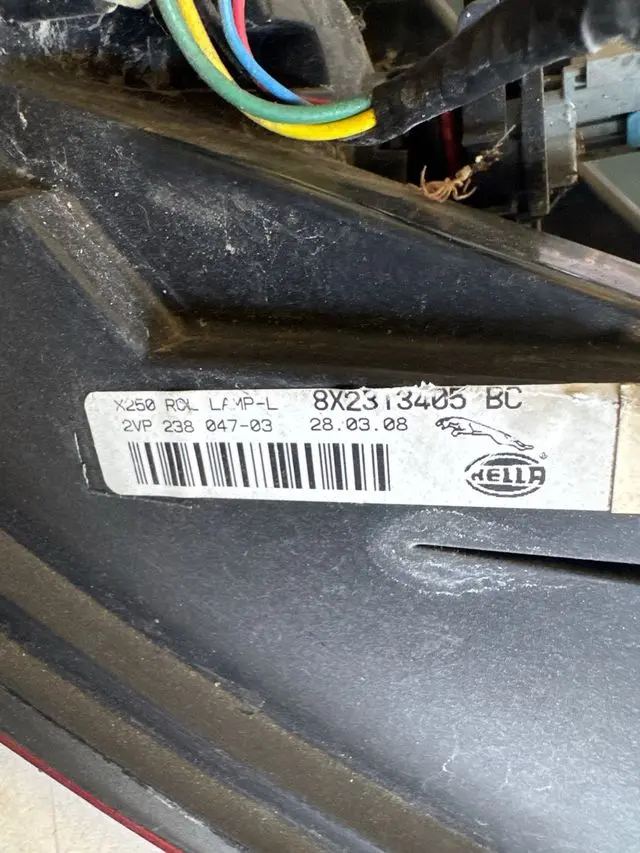 X250 RCL LAMP-L 8X2313405 BC
2VP 238 047-03 28.03.08
HELLA